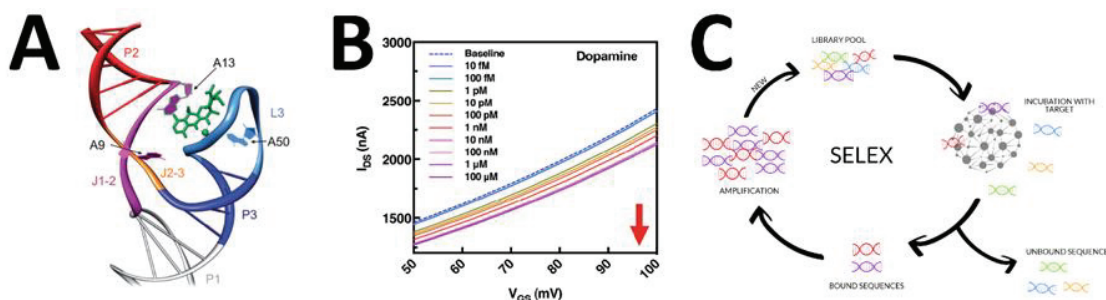 A
P2
A13
L3
A9
A50
J1-2
J2-3
P3
P1
B
3000
2500
2000
1500
I_DS (nA)
Dopamine
Baseline
10 fM
100 fM
1 pM
10 pM
100 pM
1 nM
10 nM
100 nM
1 μM
100 μM
50 60 70 80 90 100
V_GS (mV)
C
LIBRARY POOL
NEW
INCUBATION WITH
TARGET
SELEX
AMPLIFICATION
BOUND SEQUENCES
UNBOUND SEQUENCE